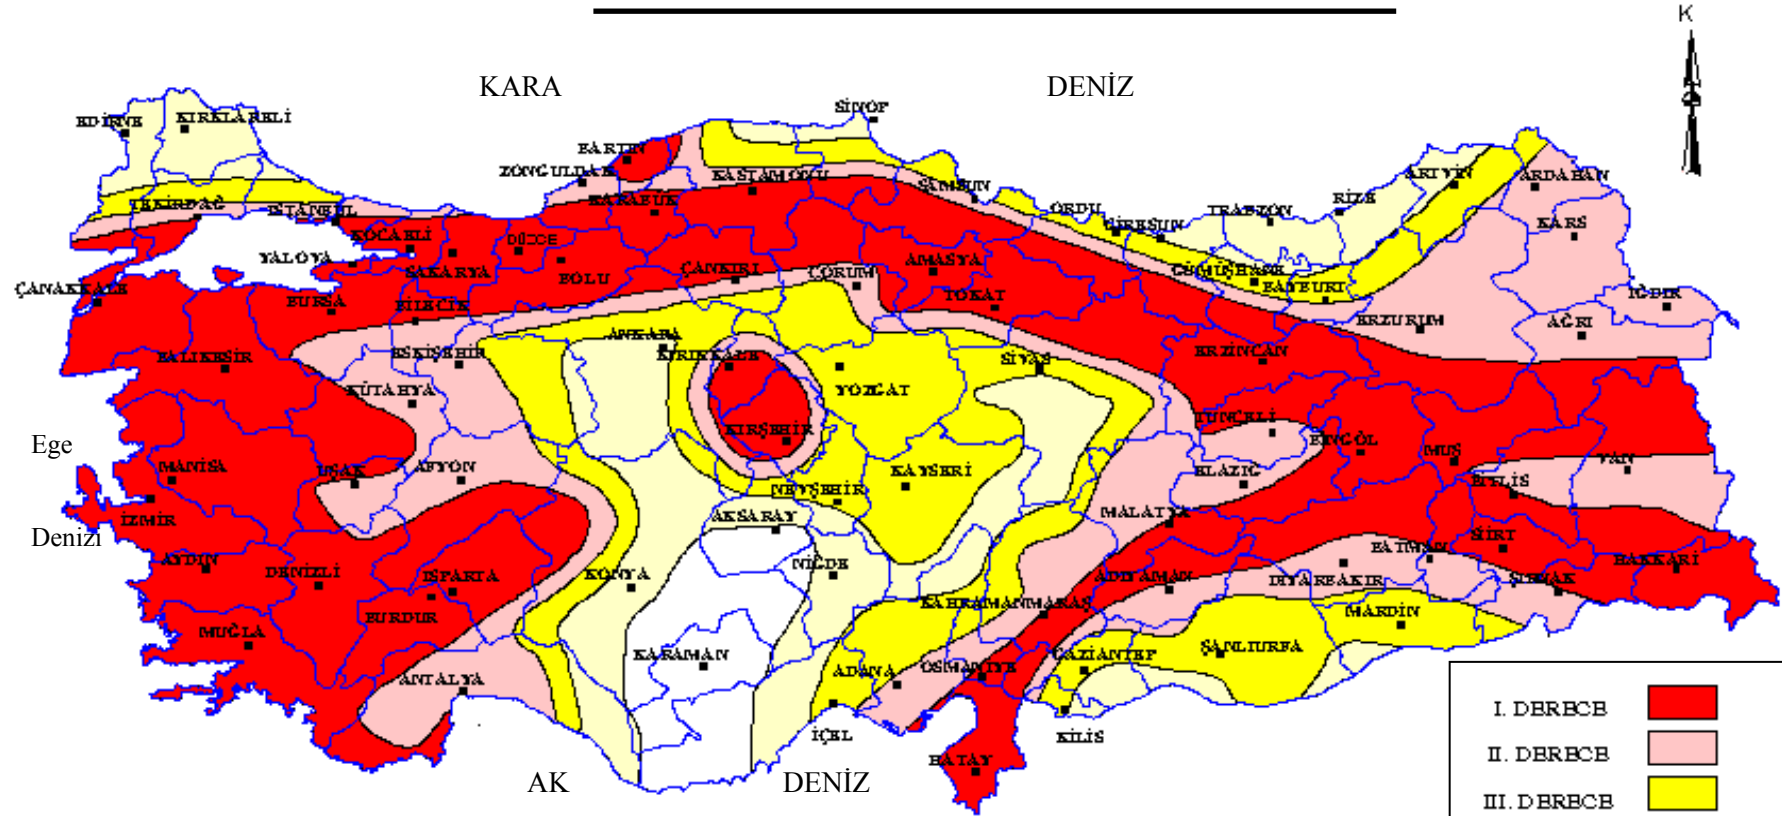 K
KARA DENİZ
SİNOP
EDİRNE KIRKLARELİ
BARTIN
ZONGULDAK KASTAMONU ARTVİN ARDAHAN
TEKİRDAĞ İSTANBUL KARABÜK SAMSUN ORDU GİRESUN TRABZON RİZE KARS
YALOVA KOCAELİ SAKARYA DÜZCE BOLU ÇANKIRI ÇORUM AMASYA GÜMÜŞHANE BAYBURT
ÇANAKKALE BURSA BİLECİK TOKAT ERZURUM AĞRI IĞDIR
BALIKESİR ESKİŞEHİR ANKARA KIRIKKALE SİVAS ERZİNCAN
KÜTAHYA YOZGAT
Ege MANİSA UŞAK AFYON KIRŞEHİR KAYSERİ TUNCELİ BİNGÖL MUŞ VAN
İZMİR NEVŞEHİR ELAZIĞ BİTLİS
Denizi AKSARAY MALATYA SİİRT
AYDIN DENİZLİ ISPARTA KONYA NİĞDE ADIYAMAN DIYARBAKIR BATMAN ŞIRNAK HAKKARİ
BURDUR KAHRAMANMARAŞ MARDİN
MUĞLA KARAMAN ADANA OSMANİYE GAZİANTEP ŞANLIURFA
ANTALYA
İÇEL KİLİS
HATAY
AK DENİZ
I. DERECE
II. DERECE
III. DERECE